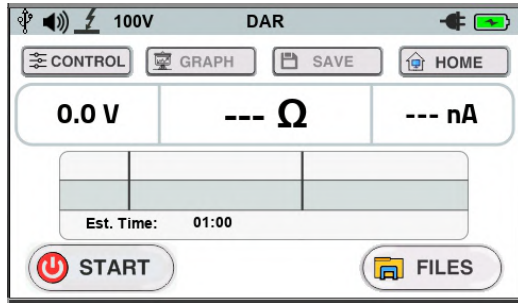 100V DAR
CONTROL GRAPH SAVE HOME
0.0 V --- Ω --- nA
Est. Time: 01:00
START FILES